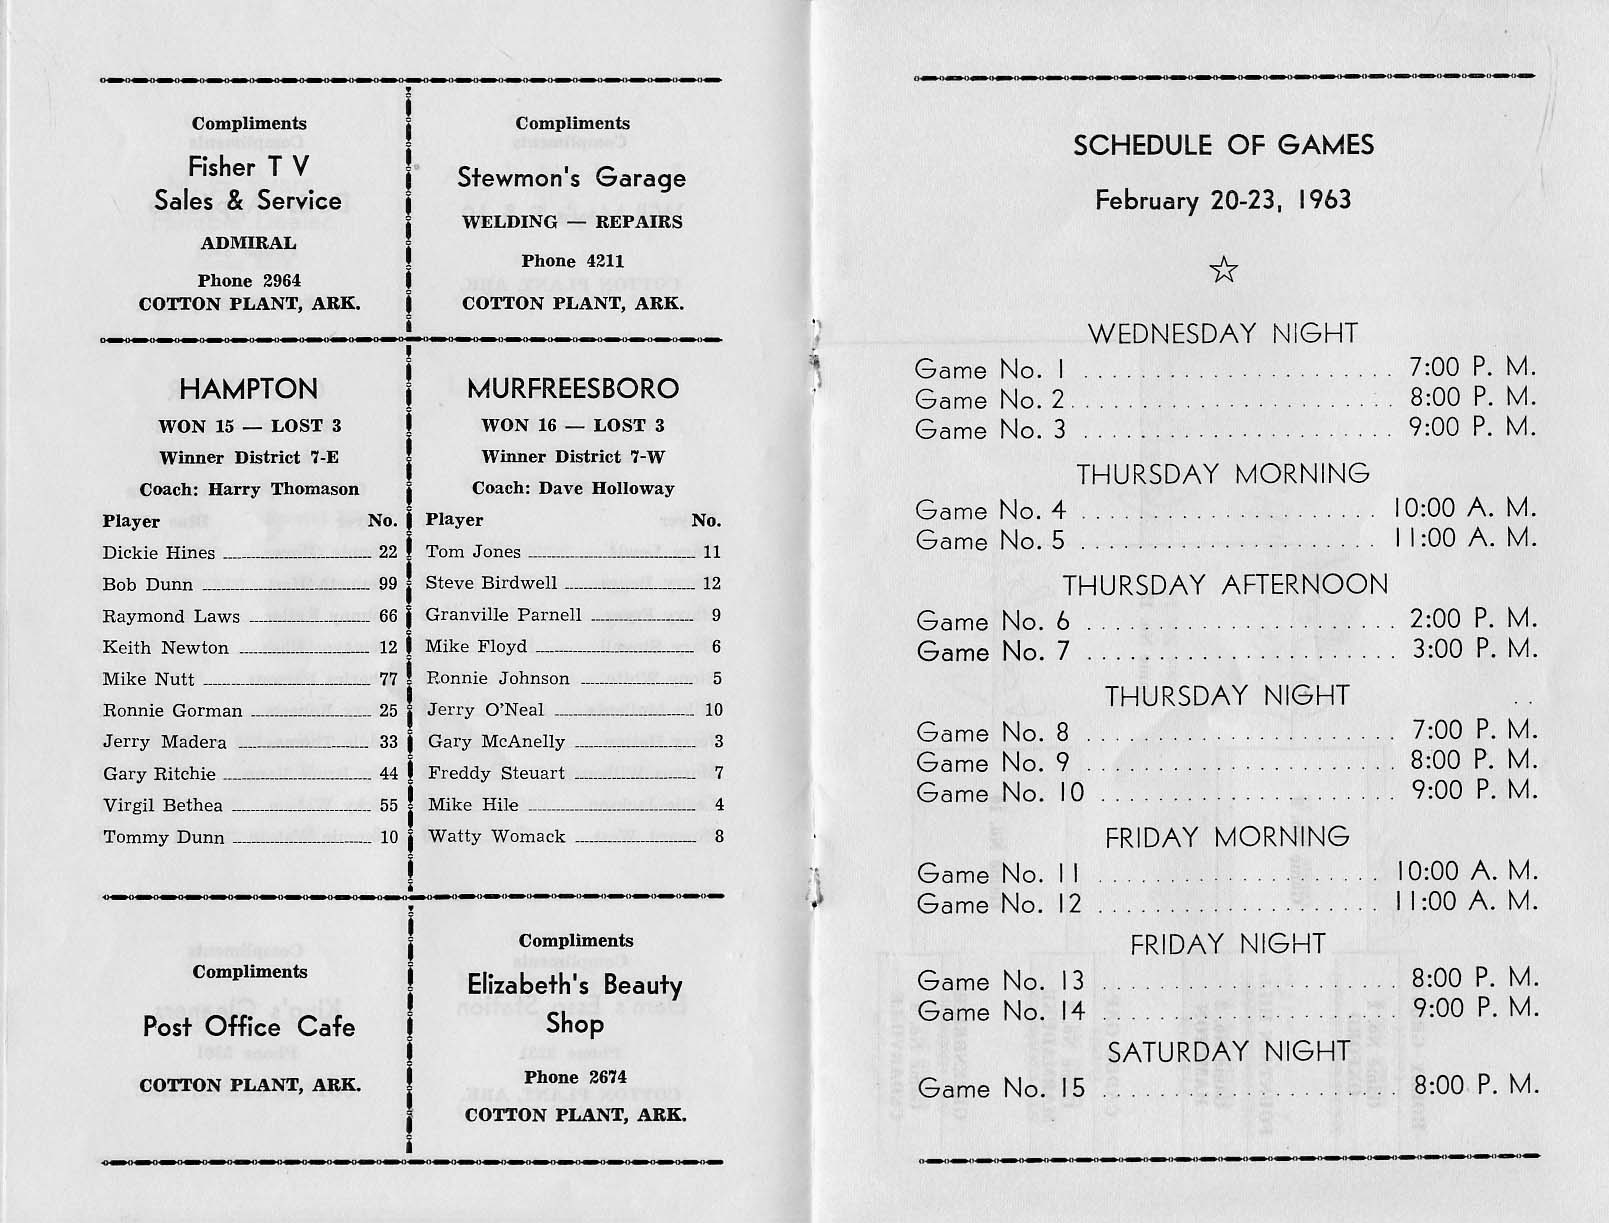 Compliments
Fisher T V
Sales & Service
ADMIRAL
Phone 2964
COTTON PLANT, ARK.
Compliments
Stewmon's Garage
WELDING — REPAIRS
Phone 4211
COTTON PLANT, ARK.
HAMPTON
WON 15 — LOST 3
Winner District 7-E
Coach: Harry Thomason
Player No.
Dickie Hines 22
Bob Dunn 99
Raymond Laws 66
Keith Newton 12
Mike Nutt 77
Ronnie Gorman 25
Jerry Madera 33
Gary Ritchie 44
Virgil Bethea 55
Tommy Dunn 10
MURFREESBORO
WON 16 — LOST 3
Winner District 7-W
Coach: Dave Holloway
Player No.
Tom Jones 11
Steve Birdwell 12
Granville Parnell 9
Mike Floyd 6
Ronnie Johnson 5
Jerry O'Neal 10
Gary McAnelly 3
Freddy Steuart 7
Mike Hile 4
Watty Womack 8
Compliments
Post Office Cafe
COTTON PLANT, ARK.
Compliments
Elizabeth's Beauty
Shop
Phone 2674
COTTON PLANT, ARK.
SCHEDULE OF GAMES
February 20-23, 1963
WEDNESDAY NIGHT
Game No. 1 7:00 P. M.
Game No. 2 8:00 P. M.
Game No. 3 9:00 P. M.
THURSDAY MORNING
Game No. 4 10:00 A. M.
Game No. 5 11:00 A. M.
THURSDAY AFTERNOON
Game No. 6 2:00 P. M.
Game No. 7 3:00 P. M.
THURSDAY NIGHT
Game No. 8 7:00 P. M.
Game No. 9 8:00 P. M.
Game No. 10 9:00 P. M.
FRIDAY MORNING
Game No. 11 10:00 A. M.
Game No. 12 11:00 A. M.
FRIDAY NIGHT
Game No. 13 8:00 P. M.
Game No. 14 9:00 P. M.
SATURDAY NIGHT
Game No. 15 8:00 P. M.